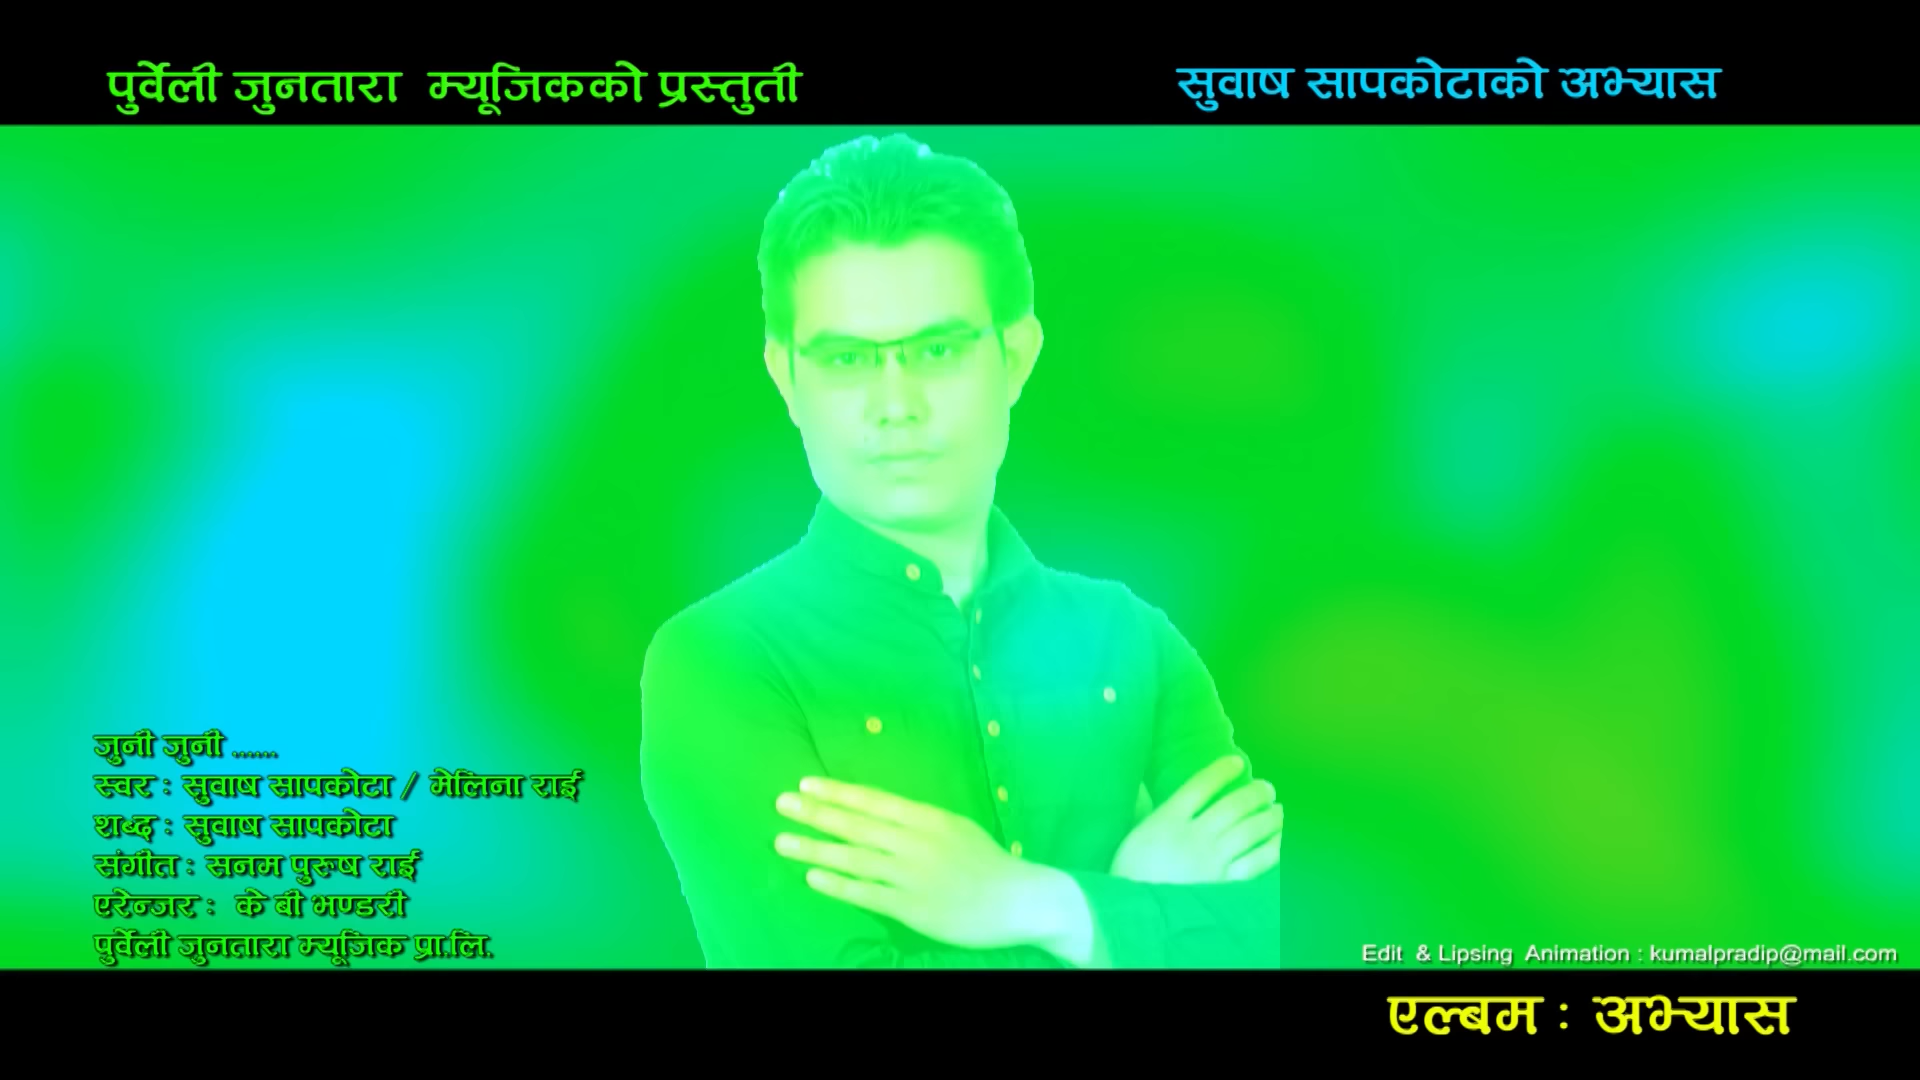 पुर्वेली जुनतारा म्यूजिकको प्रस्तुती
सुवाष सापकोटाको अभ्यास
जुनी जुनी ......
स्वर : सुवाष सापकोटा / मेलिना राई
शब्द : सुवाष सापकोटा
संगीत : सनम पुरुष राई
एरेन्जर : के बी भण्डरी
पुर्वेली जुनतारा म्यूजिक प्रा.लि.
Edit & Lipsing Animation : kumalpradip@mail.com
एल्बम : अभ्यास